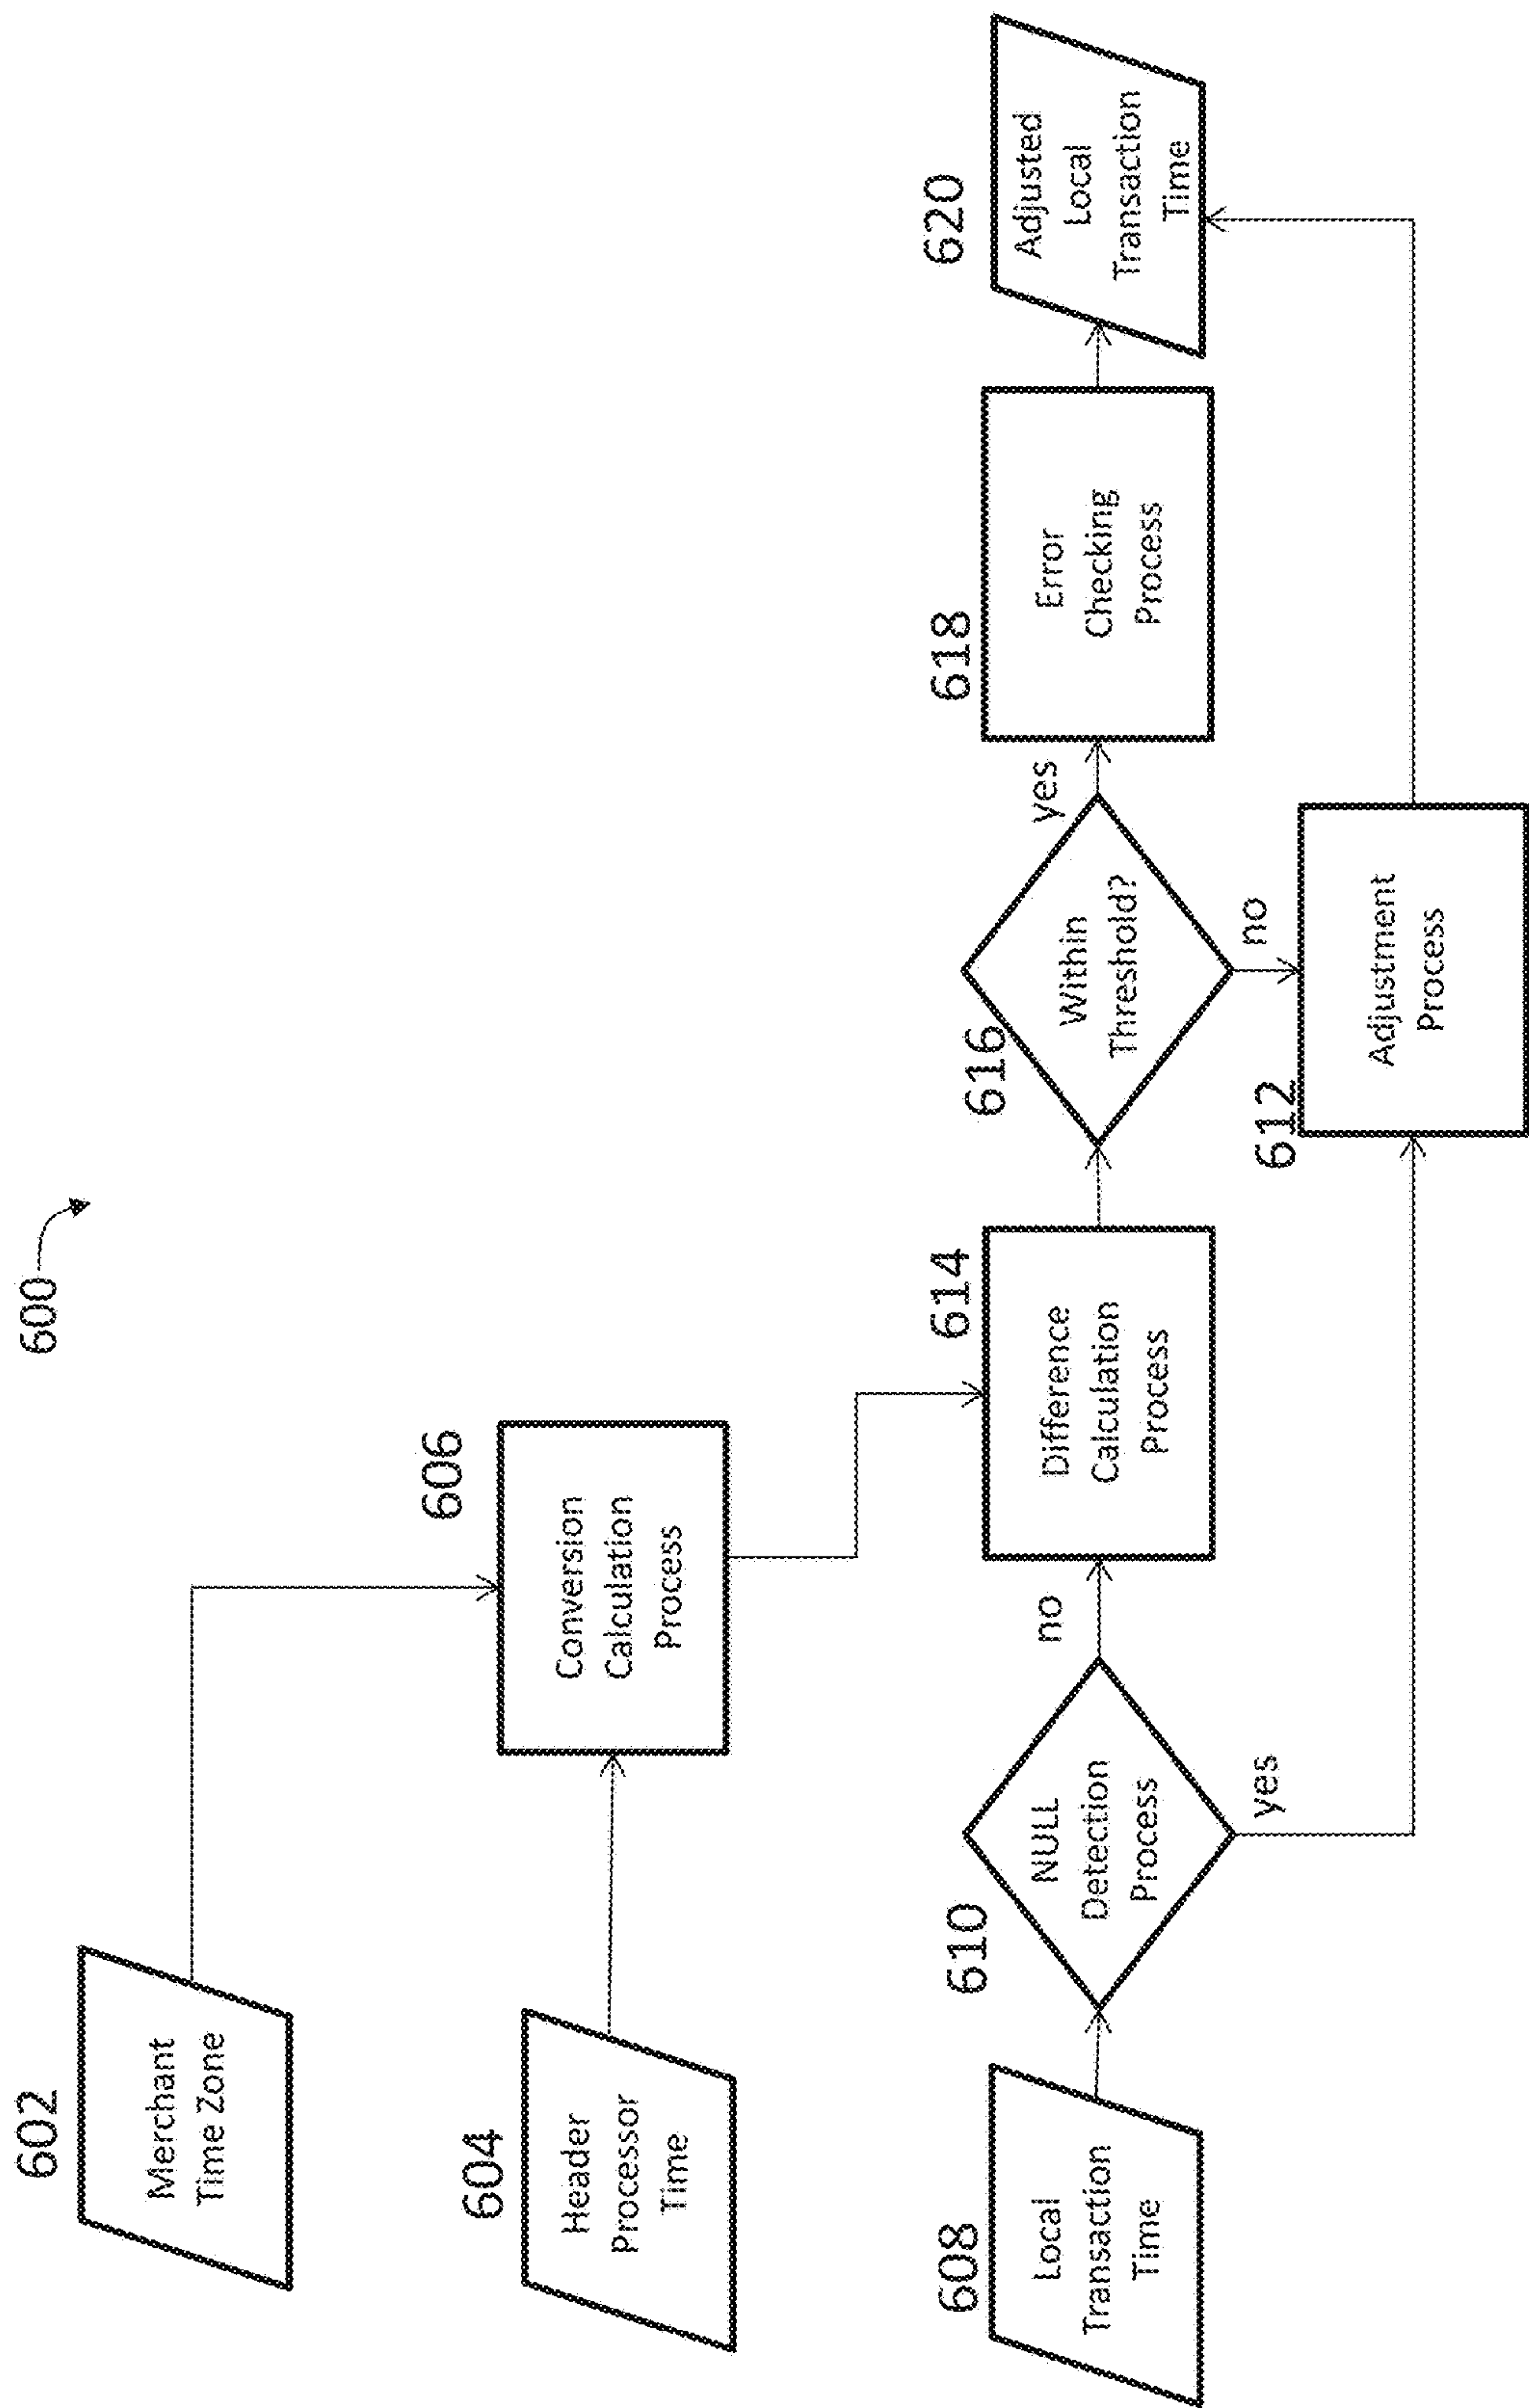 600
602
Merchant
Time Zone
604
Header
Processor
Time
606
Conversion
Calculation
Process
608
Local
Transaction
Time
610
NULL
Detection
Process
no
yes
614
Difference
Calculation
Process
616
Within
Threshold?
yes
no
612
Adjustment
Process
618
Error
Checking
Process
620
Adjusted
Local
Transaction
Time